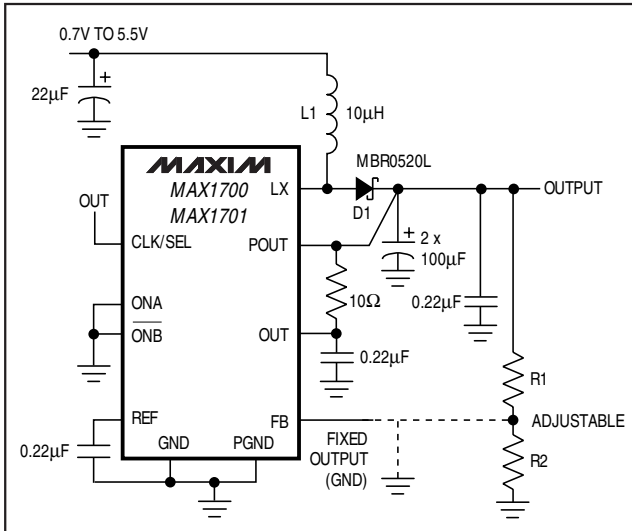 0.7V TO 5.5V
+
22µF
L1
10µH
MAXIM
MAX1700
MAX1701
LX
MBR0520L
D1
OUTPUT
OUT
CLK/SEL
POUT
+
2 x
100µF
10Ω
0.22µF
ONA
ONB
OUT
0.22µF
R1
REF
FB
ADJUSTABLE
0.22µF
GND
PGND
FIXED
OUTPUT
(GND)
R2